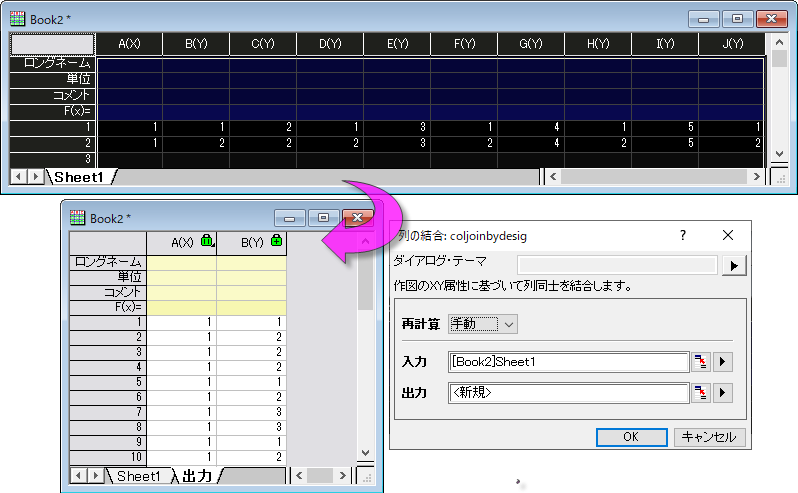 Book2 *
A(X) B(Y) C(Y) D(Y) E(Y) F(Y) G(Y) H(Y) I(Y) J(Y)
ロングネーム
単位
コメント
F(x)=
1 1 1 2 1 3 1 4 1 5 1
2 2 2 2 2 2 2 2 2 2 2
3
Sheet1
Book2 *
A(X) B(Y)
ロングネーム
単位
コメント
F(x)=
1 1 1
2 1 2
3 1 2
4 1 2
5 1 1
6 1 2
7 1 3
8 1 3
9 1 1
10 1 2
Sheet1 出力
列の結合: coljoinbydesig
ダイアログ・テーマ
作図のXY属性に基づいて列同士を結合します。
再計算 手動
入力 [Book2]Sheet1
出力 <新規>
OK キャンセル